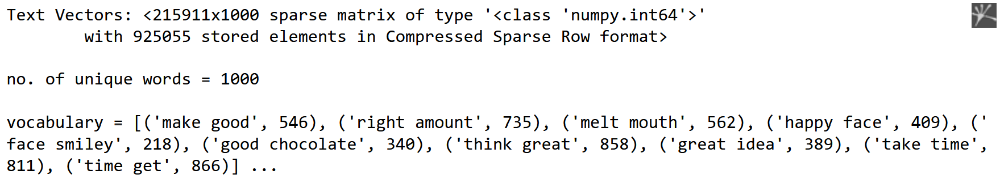 Text Vectors: <215911x1000 sparse matrix of type '<class 'numpy.int64'>'
with 925055 stored elements in Compressed Sparse Row format>
no. of unique words = 1000
vocabulary = [('make good', 546), ('right amount', 735), ('melt mouth', 562), ('happy face', 409), ('
face smiley', 218), ('good chocolate', 340), ('think great', 858), ('great idea', 389), ('take time',
811), ('time get', 866)] ...